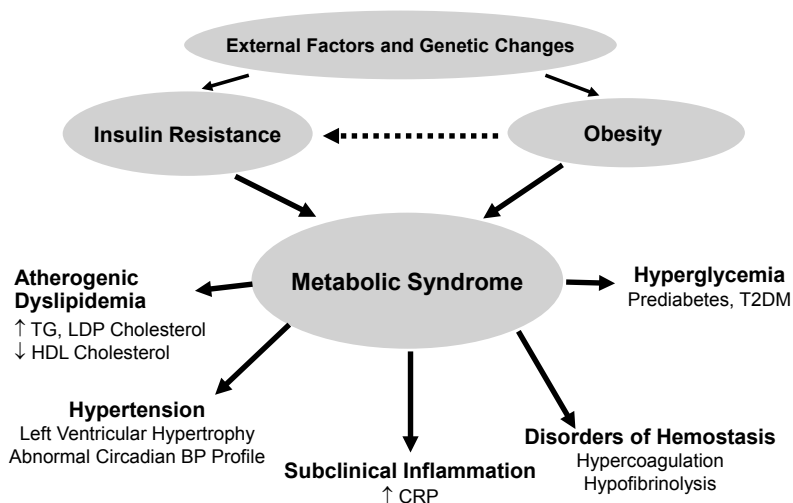 External Factors and Genetic Changes
Insulin Resistance
Obesity
Metabolic Syndrome
Atherogenic
Dyslipidemia
↑ TG, LDP Cholesterol
↓ HDL Cholesterol
Hyperglycemia
Prediabetes, T2DM
Hypertension
Left Ventricular Hypertrophy
Abnormal Circadian BP Profile
Subclinical Inflammation
↑ CRP
Disorders of Hemostasis
Hypercoagulation
Hypofibrinolysis